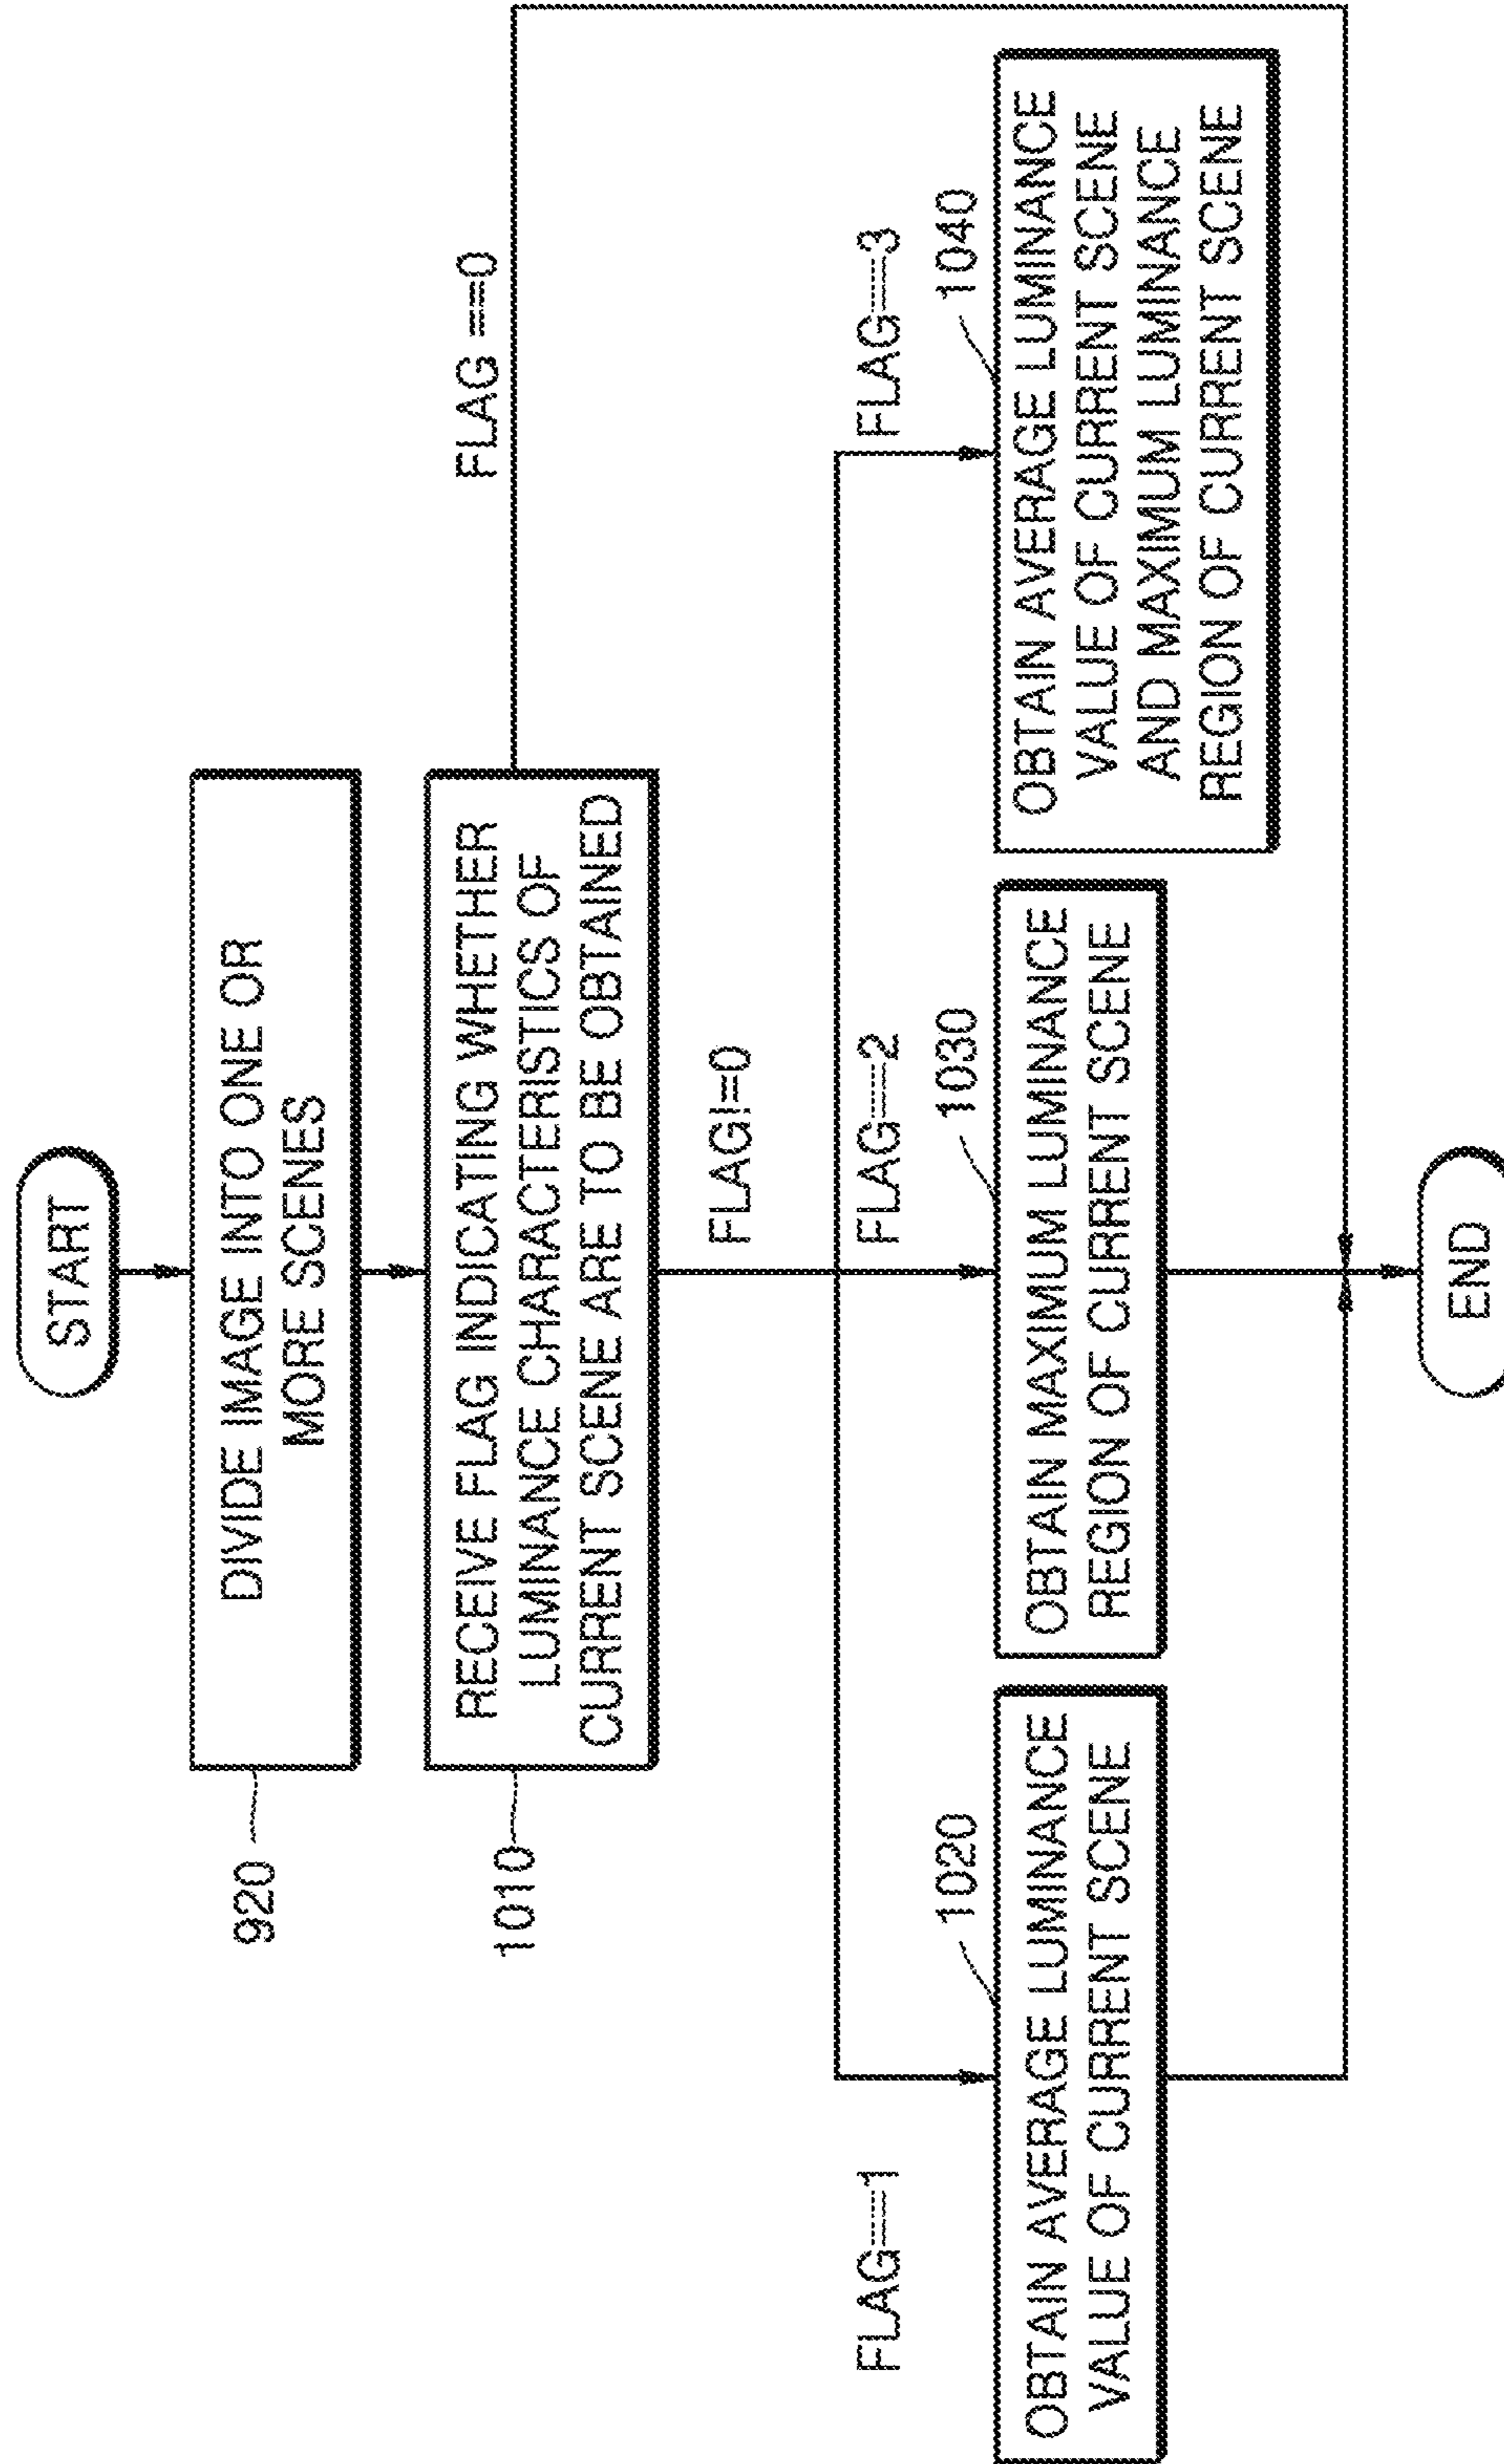 START
920
DIVIDE IMAGE INTO ONE OR
MORE SCENES
1010
RECEIVE FLAG INDICATING WHETHER
LUMINANCE CHARACTERISTICS OF
CURRENT SCENE ARE TO BE OBTAINED
FLAG ==0
FLAG!=0
FLAG==1
FLAG==2
FLAG==3
1020
OBTAIN AVERAGE LUMINANCE
VALUE OF CURRENT SCENE
1030
OBTAIN MAXIMUM LUMINANCE
REGION OF CURRENT SCENE
1040
OBTAIN AVERAGE LUMINANCE
VALUE OF CURRENT SCENE
AND MAXIMUM LUMINANCE
REGION OF CURRENT SCENE
END